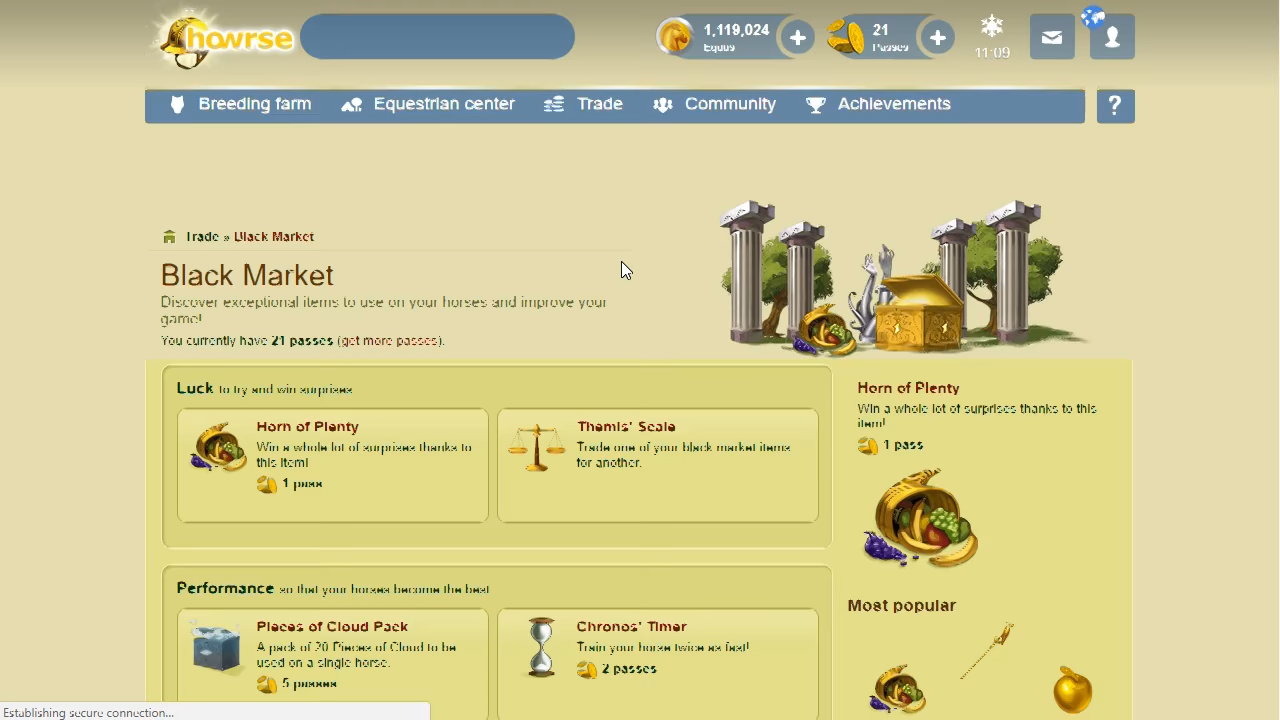 howrse
1,119,024
Equus
21
Passes
11:09
Breeding farm
Equestrian center
Trade
Community
Achievements
?
Trade » Black Market
Black Market
Discover exceptional items to use on your horses and improve your
game!
You currently have 21 passes (get more passes).
Luck to try and win surprises
Horn of Plenty
Win a whole lot of surprises thanks to
this item!
1 pass
Themis' Scale
Trade one of your black market items
for another.
Horn of Plenty
Win a whole lot of surprises thanks to this
item!
1 pass
Performance so that your horses become the best
Pieces of Cloud Pack
A pack of 20 Pieces of Cloud to be
used on a single horse.
5 passes
Chronos' Timer
Train your horse twice as fast!
2 passes
Most popular
Establishing secure connection...